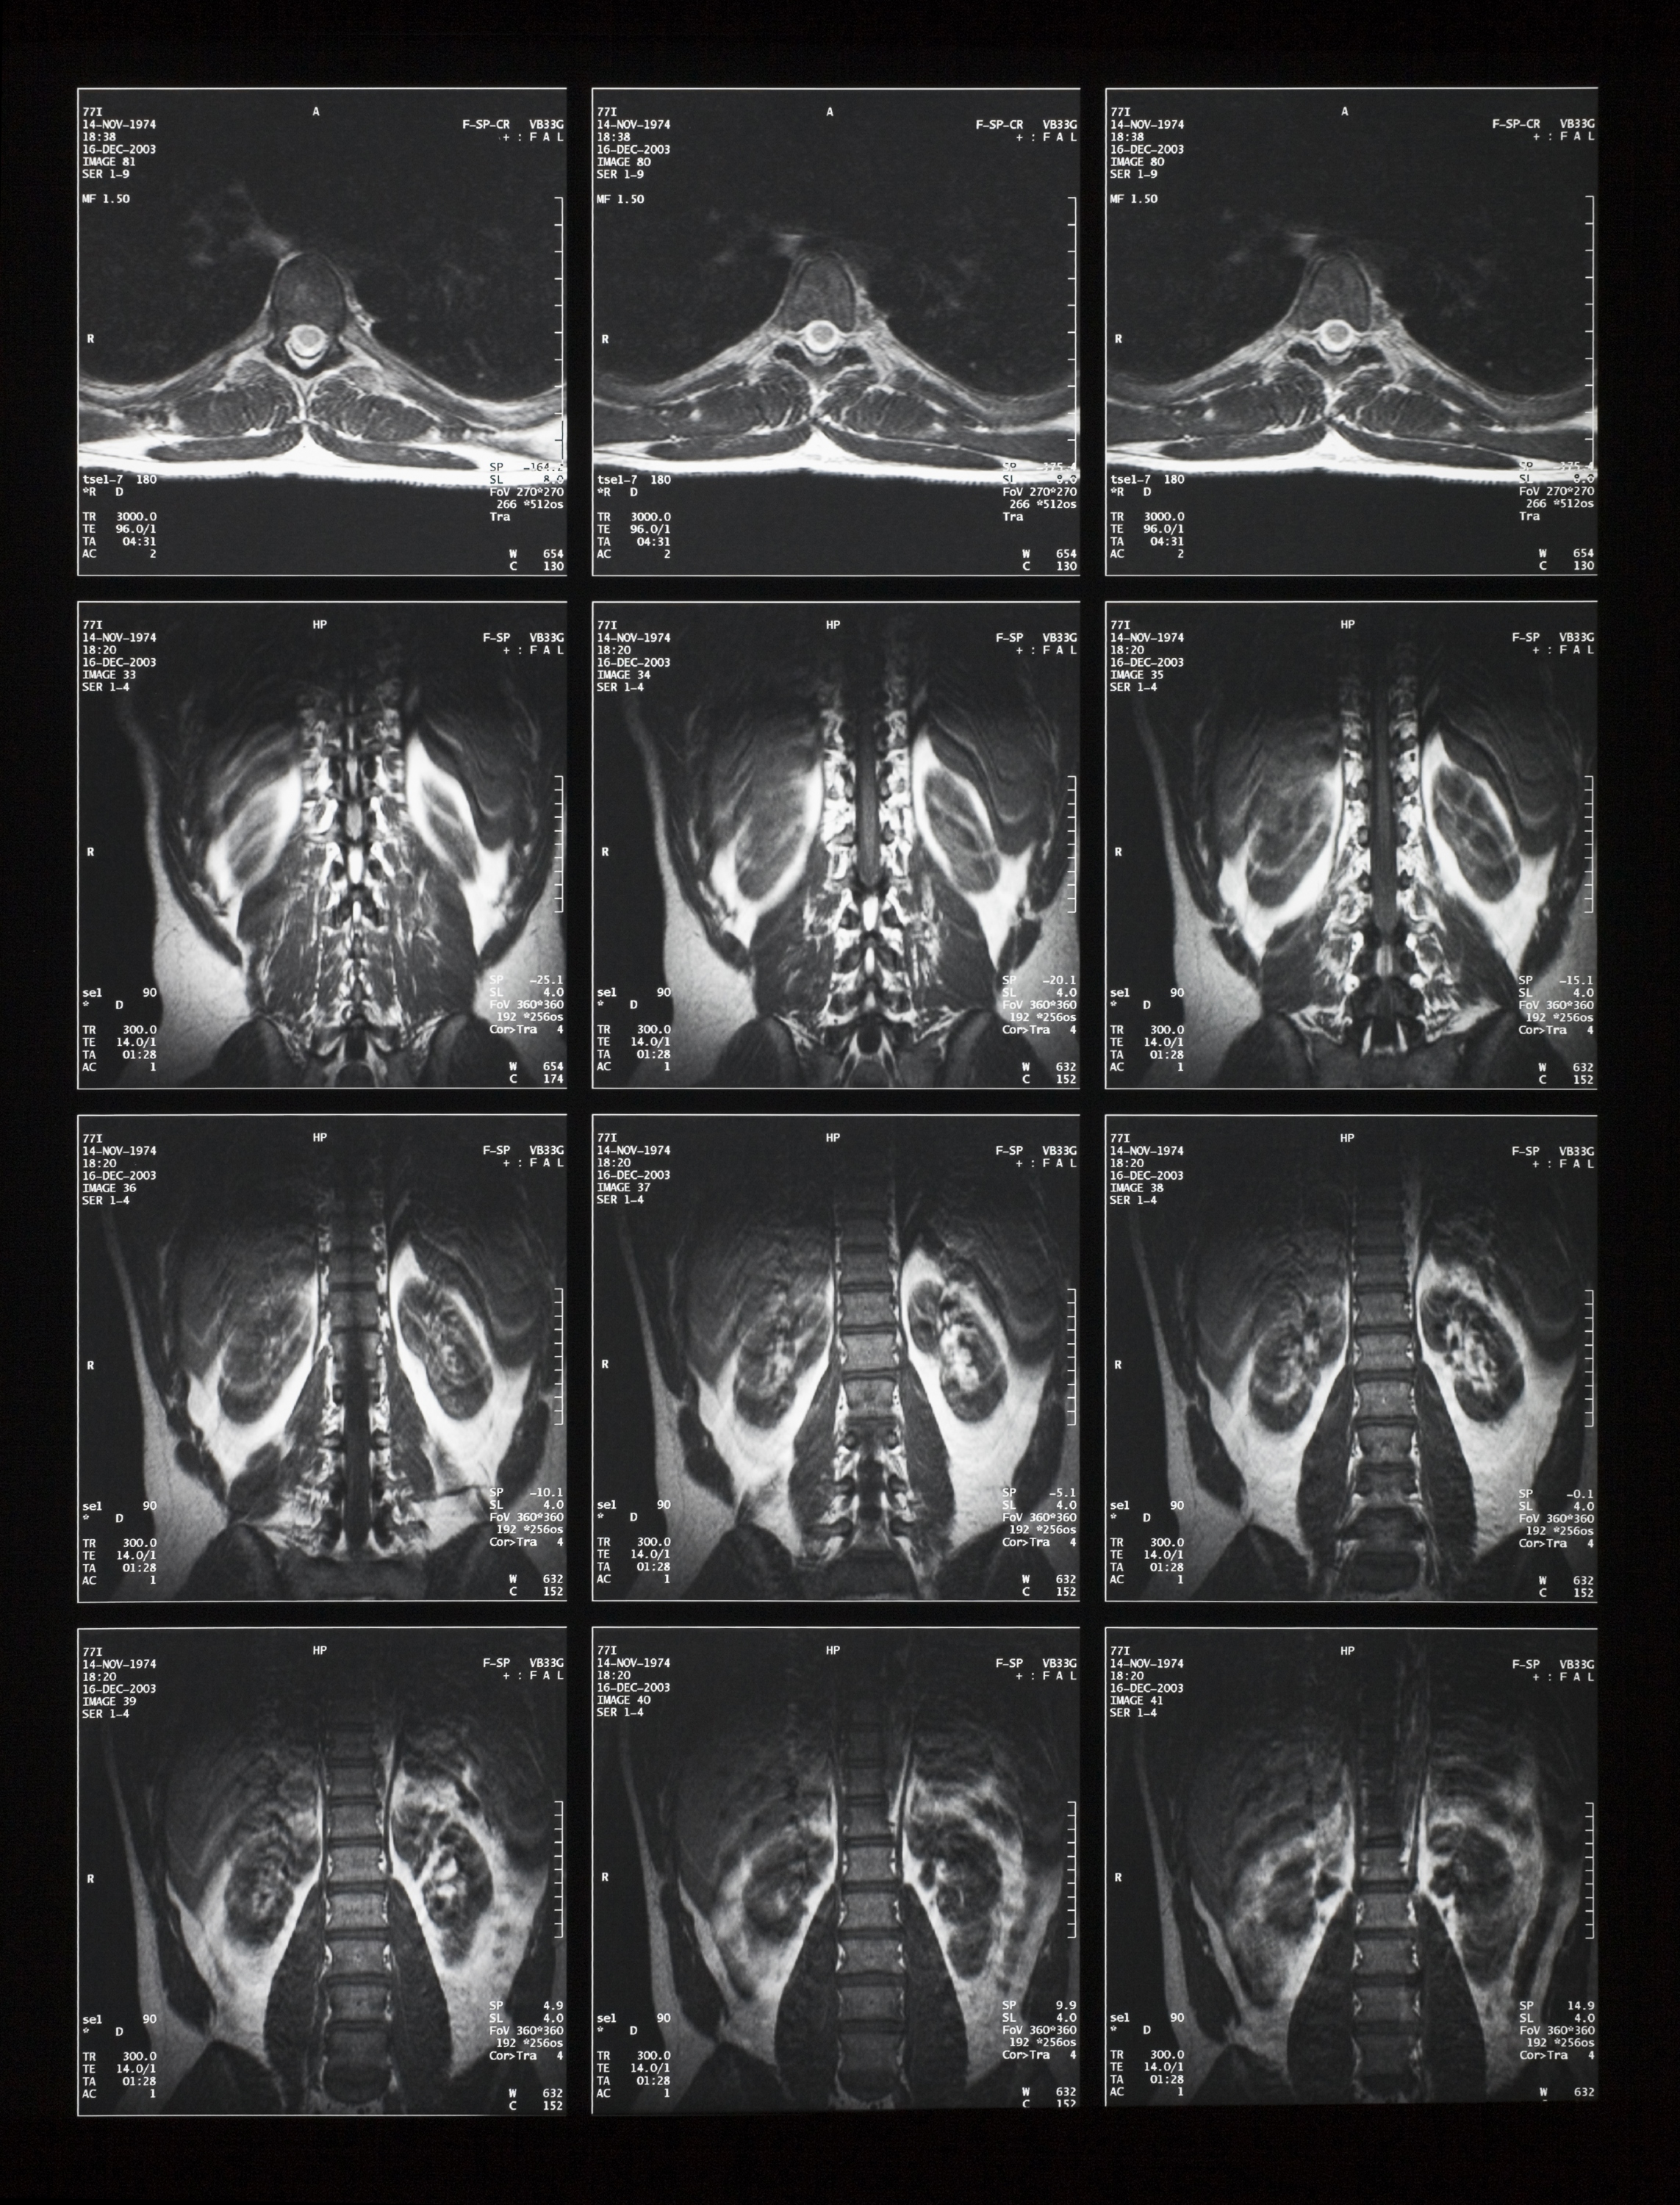 77I
14-NOV-1974
18:38
16-DEC-2003
IMAGE 81
SER 1-9
MF 1.50
A
F-SP-CR VB33G
+ : F A L
R
tse1-7 180
*R D
TR 3000.0
TE 96.0/1
TA 04:31
AC 2
SP
SL 8.0
FoV 270*270
266 *512os
Tra
W 654
C 130
77I
14-NOV-1974
18:38
16-DEC-2003
IMAGE 80
SER 1-9
MF 1.50
A
F-SP-CR VB33G
+ : F A L
R
tse1-7 180
*R D
TR 3000.0
TE 96.0/1
TA 04:31
AC 2
SP
SL 8.0
FoV 270*270
266 *512os
Tra
W 654
C 130
77I
14-NOV-1974
18:38
16-DEC-2003
IMAGE 80
SER 1-9
MF 1.50
A
F-SP-CR VB33G
+ : F A L
R
tse1-7 180
*R D
TR 3000.0
TE 96.0/1
TA 04:31
AC 2
SP
SL 8.0
FoV 270*270
266 *512os
Tra
W 654
C 130
77I
14-NOV-1974
18:20
16-DEC-2003
IMAGE 33
SER 1-4
HP
F-SP VB33G
+ : F A L
R
se1 90
* D
TR 300.0
TE 14.0/1
TA 01:28
AC 1
SP -25.1
SL 4.0
FoV 360*360
192 *256os
Cor>Tra 4
W 654
C 174
77I
14-NOV-1974
18:20
16-DEC-2003
IMAGE 34
SER 1-4
HP
F-SP VB33G
+ : F A L
R
se1 90
* D
TR 300.0
TE 14.0/1
TA 01:28
AC 1
SP -20.1
SL 4.0
FoV 360*360
192 *256os
Cor>Tra 4
W 632
C 152
77I
14-NOV-1974
18:20
16-DEC-2003
IMAGE 35
SER 1-4
HP
F-SP VB33G
+ : F A L
R
se1 90
* D
TR 300.0
TE 14.0/1
TA 01:28
AC 1
SP -15.1
SL 4.0
FoV 360*360
192 *256os
Cor>Tra 4
W 632
C 152
77I
14-NOV-1974
18:20
16-DEC-2003
IMAGE 36
SER 1-4
HP
F-SP VB33G
+ : F A L
R
se1 90
* D
TR 300.0
TE 14.0/1
TA 01:28
AC 1
SP -10.1
SL 4.0
FoV 360*360
192 *256os
Cor>Tra 4
W 632
C 152
77I
14-NOV-1974
18:20
16-DEC-2003
IMAGE 37
SER 1-4
HP
F-SP VB33G
+ : F A L
R
se1 90
* D
TR 300.0
TE 14.0/1
TA 01:28
AC 1
SP -5.1
SL 4.0
FoV 360*360
192 *256os
Cor>Tra 4
W 632
C 152
77I
14-NOV-1974
18:20
16-DEC-2003
IMAGE 38
SER 1-4
HP
F-SP VB33G
+ : F A L
R
se1 90
* D
TR 300.0
TE 14.0/1
TA 01:28
AC 1
SP -0.1
SL 4.0
FoV 360*360
192 *256os
Cor>Tra 4
W 632
C 152
77I
14-NOV-1974
18:20
16-DEC-2003
IMAGE 39
SER 1-4
HP
F-SP VB33G
+ : F A L
R
se1 90
* D
TR 300.0
TE 14.0/1
TA 01:28
AC 1
SP 4.9
SL 4.0
FoV 360*360
192 *256os
Cor>Tra 4
W 632
C 152
77I
14-NOV-1974
18:20
16-DEC-2003
IMAGE 40
SER 1-4
HP
F-SP VB33G
+ : F A L
R
se1 90
* D
TR 300.0
TE 14.0/1
TA 01:28
AC 1
SP 9.9
SL 4.0
FoV 360*360
192 *256os
Cor>Tra 4
W 632
C 152
77I
14-NOV-1974
18:20
16-DEC-2003
IMAGE 41
SER 1-4
HP
F-SP VB33G
+ : F A L
R
se1 90
* D
TR 300.0
TE 14.0/1
TA 01:28
AC 1
SP 14.9
SL 4.0
FoV 360*360
192 *256os
Cor>Tra 4
W 632